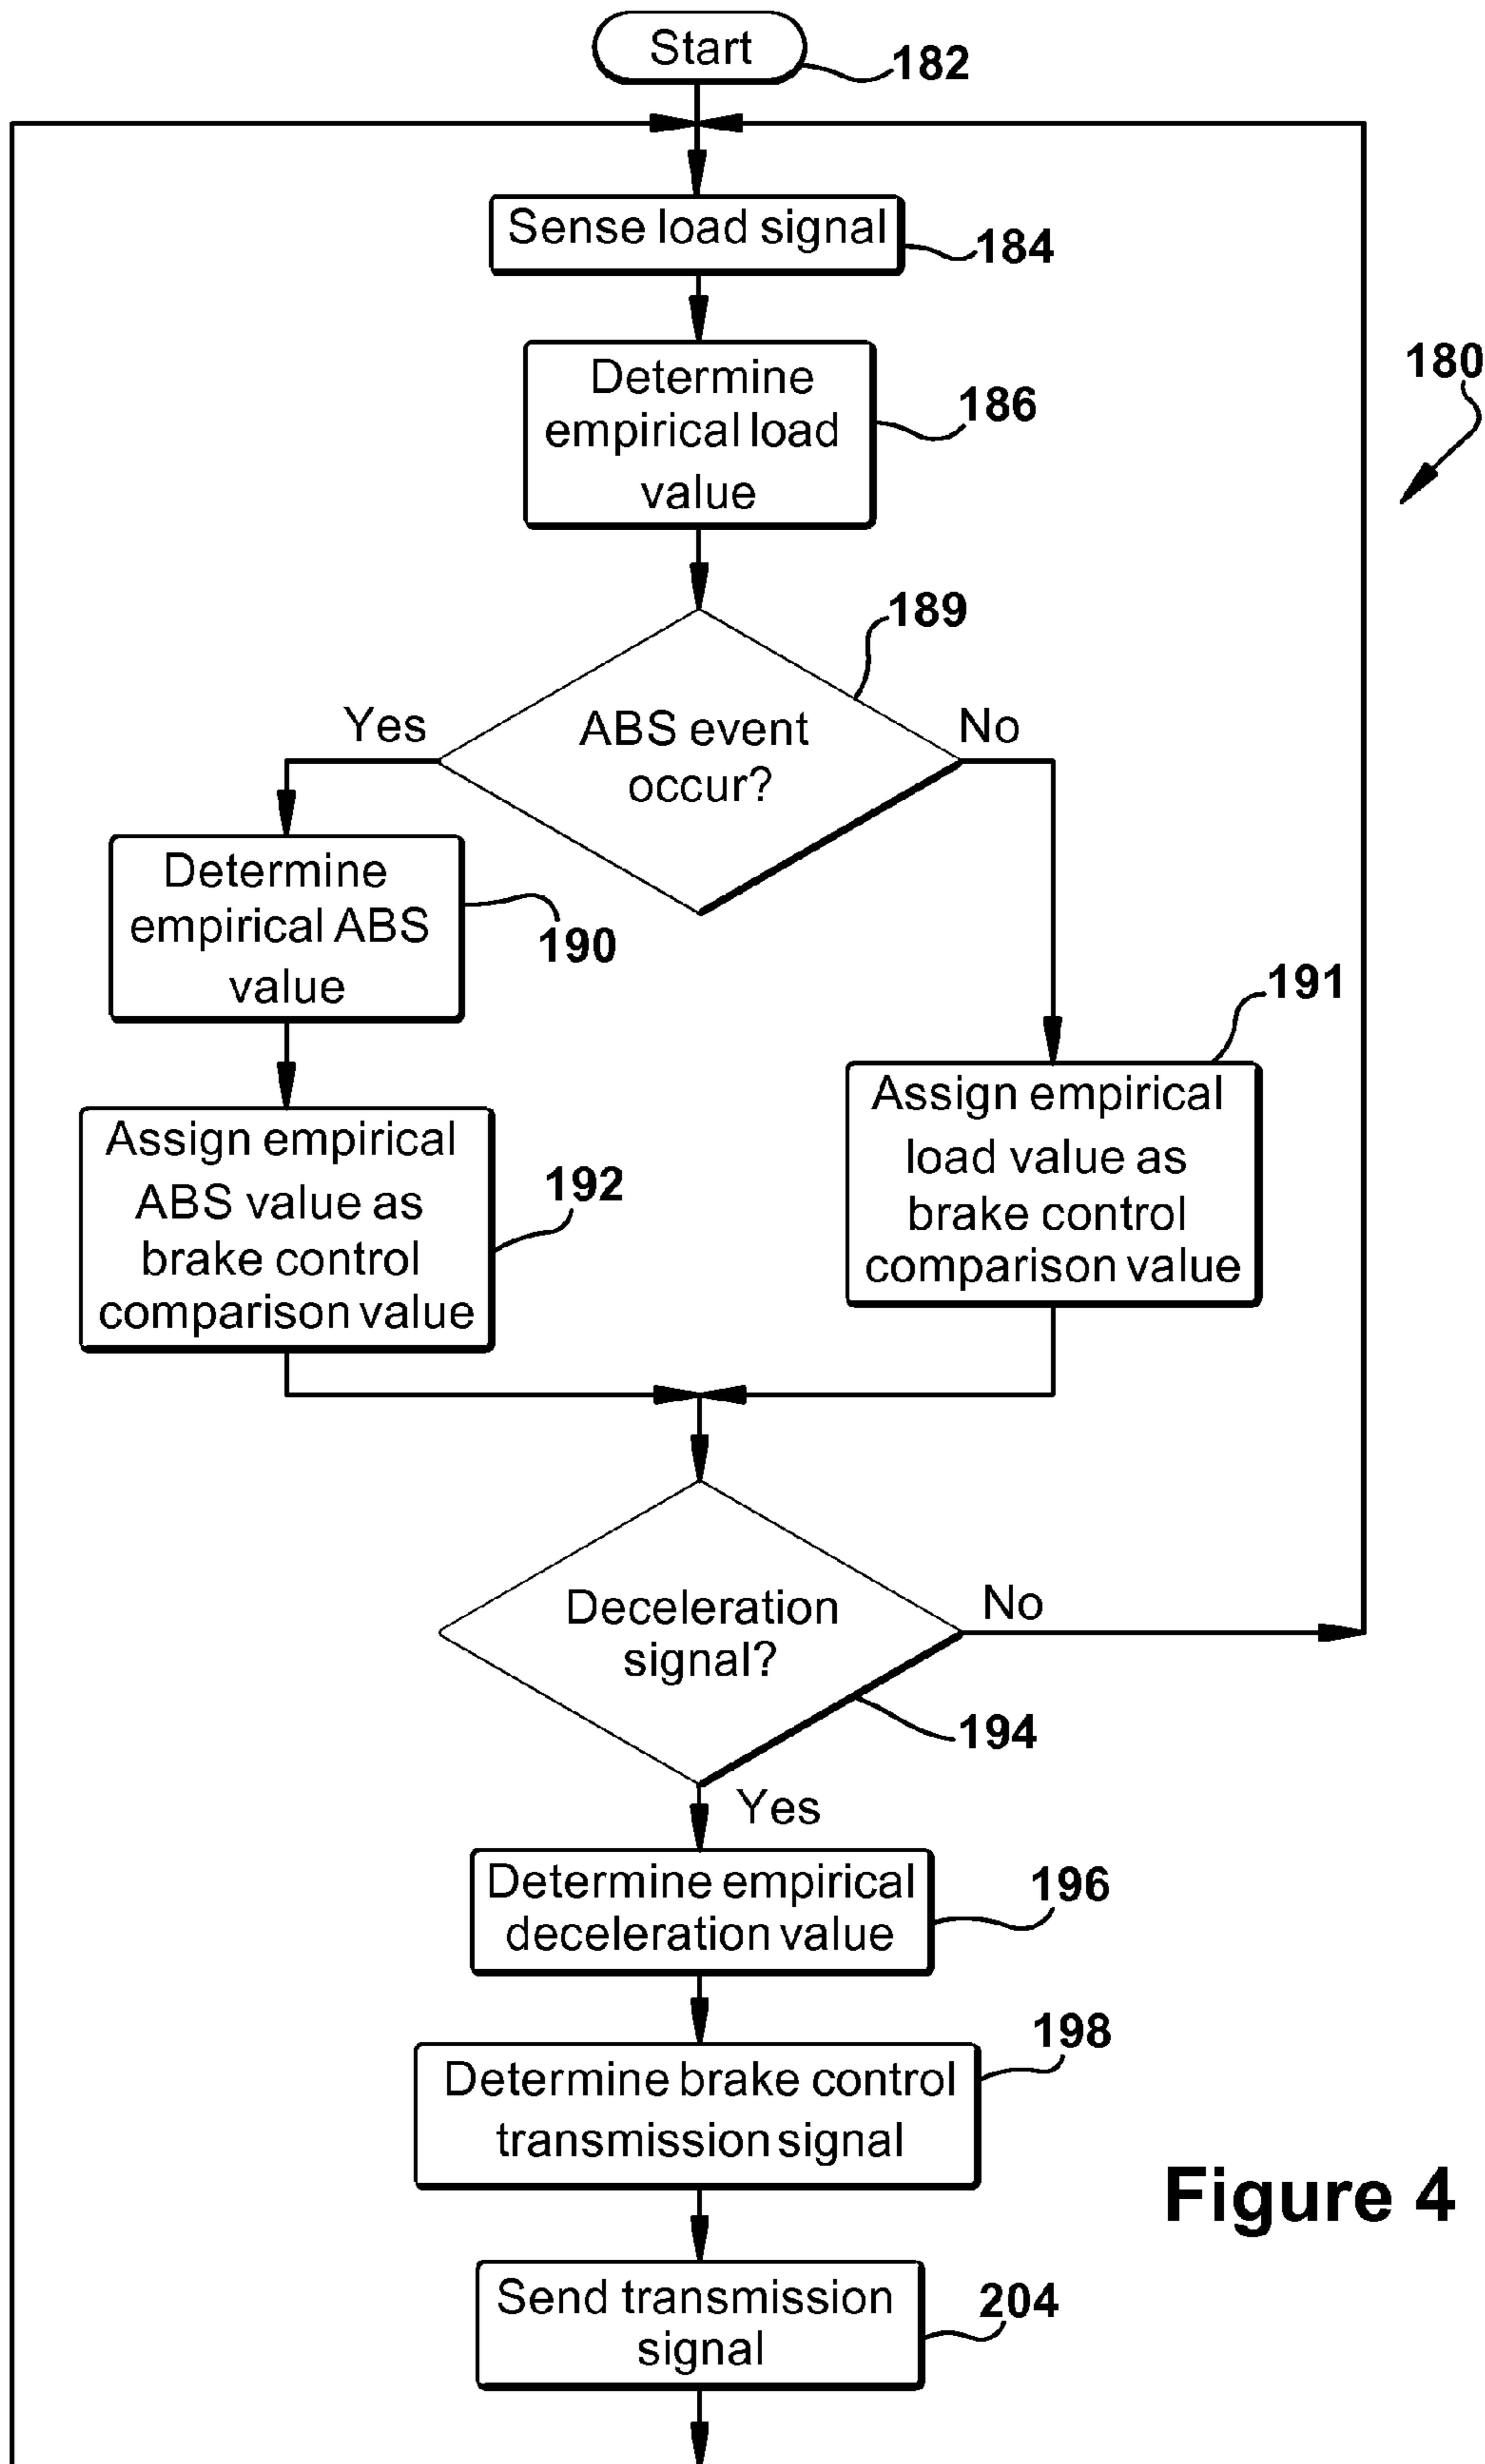 Start
182
Sense load signal
184
180
Determine
empirical load
value
186
189
Yes
ABS event
occur?
No
Determine
empirical ABS
value
190
191
Assign empirical
load value as
brake control
comparison value
Assign empirical
ABS value as
brake control
comparison value
192
Deceleration
signal?
No
194
Yes
Determine empirical
deceleration value
196
198
Determine brake control
transmission signal
Figure 4
Send transmission
signal
204